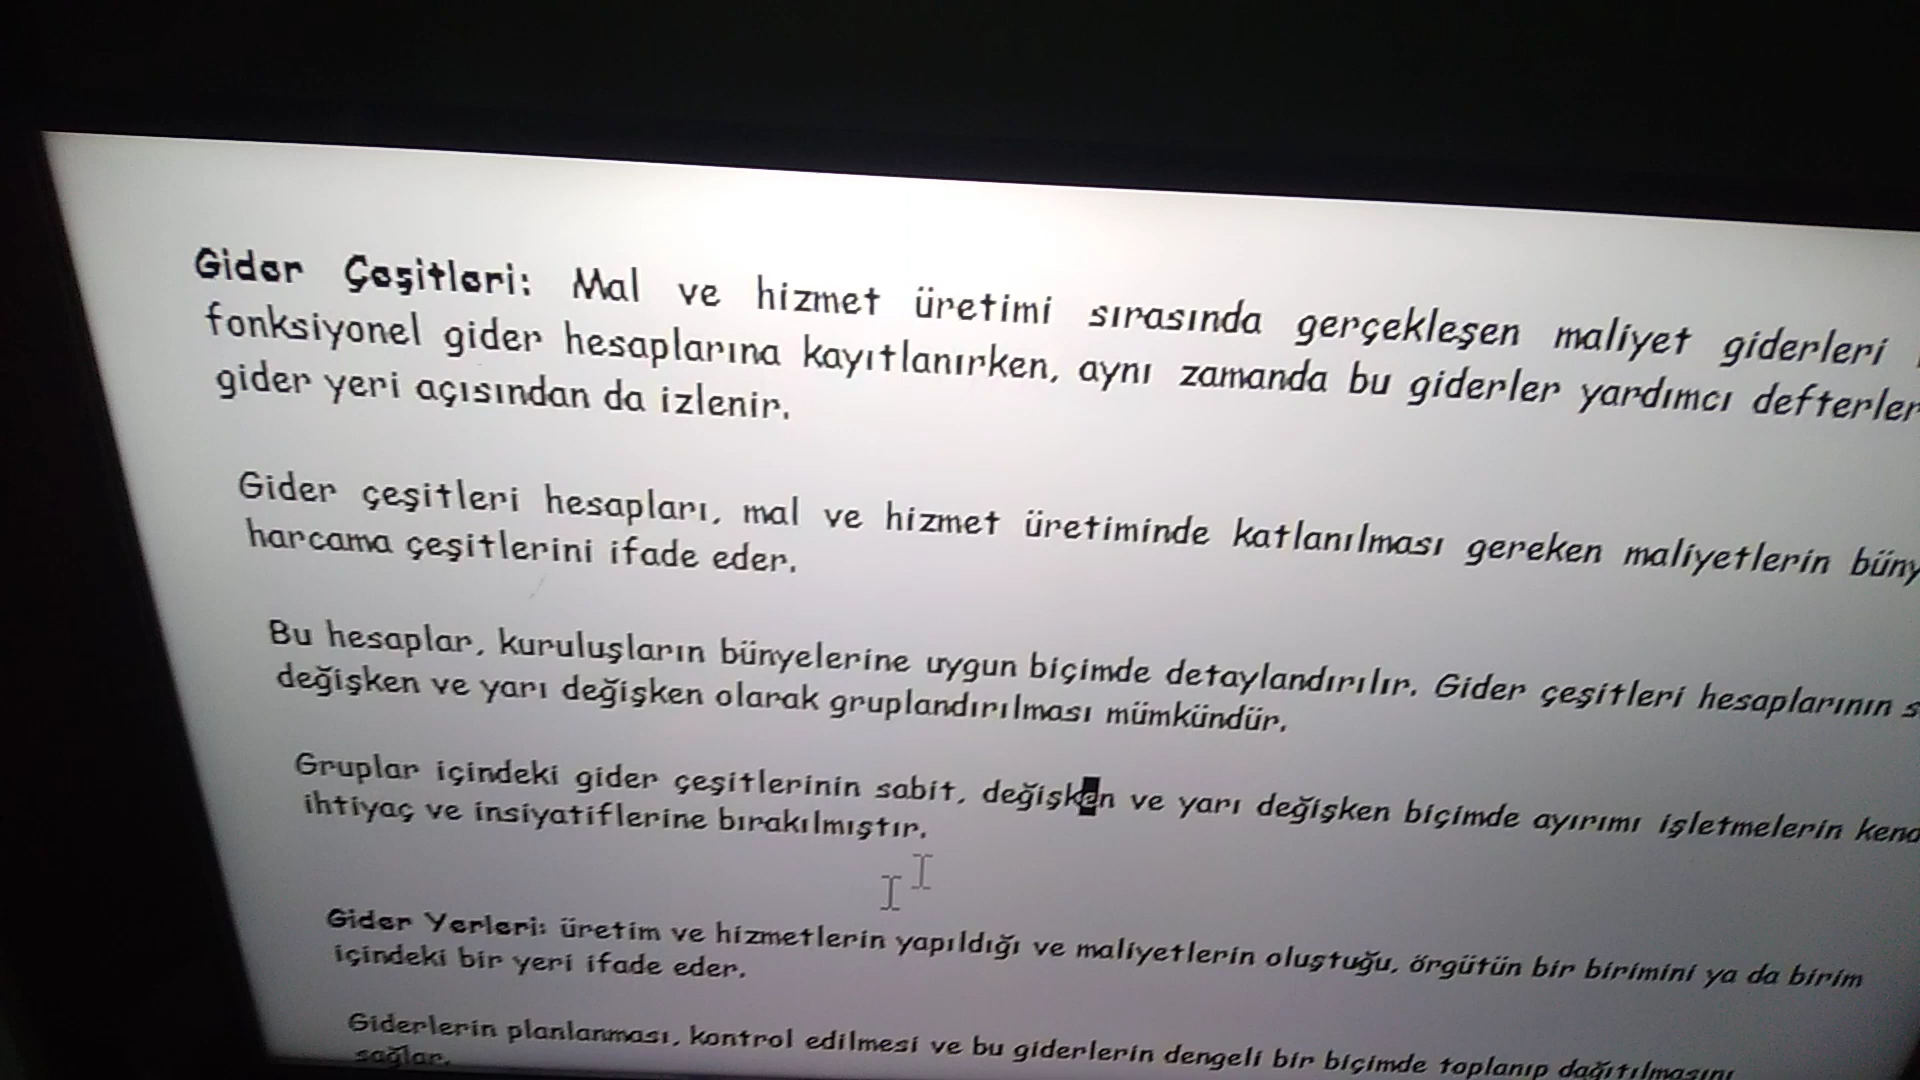 Gider Çeşitleri: Mal ve hizmet üretimi sırasında gerçekleşen maliyet giderleri
fonksiyonel gider hesaplarına kayıtlanırken, aynı zamanda bu giderler yardımcı defterler
gider yeri açısından da izlenir.
Gider çeşitleri hesapları, mal ve hizmet üretiminde katlanılması gereken maliyetlerin büny
harcama çeşitlerini ifade eder.
Bu hesaplar, kuruluşların bünyelerine uygun biçimde detaylandırılır. Gider çeşitleri hesaplarının s
değişken ve yarı değişken olarak gruplandırılması mümkündür.
Gruplar içindeki gider çeşitlerinin sabit, değişken ve yarı değişken biçimde ayırımı işletmelerin kend
ihtiyaç ve insiyatiflerine bırakılmıştır.
Gider Yerleri: üretim ve hizmetlerin yapıldığı ve maliyetlerin oluştuğu, örgütün bir birimini ya da birim
içindeki bir yeri ifade eder.
Giderlerin planlanması, kontrol edilmesi ve bu giderlerin dengeli bir biçimde toplanıp dağıtılmasını
sağlar.